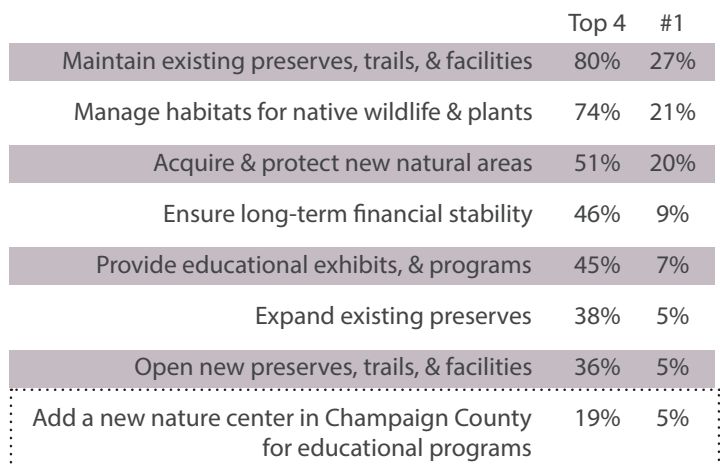 Top 4 #1
Maintain existing preserves, trails, & facilities 80% 27%
Manage habitats for native wildlife & plants 74% 21%
Acquire & protect new natural areas 51% 20%
Ensure long-term financial stability 46% 9%
Provide educational exhibits, & programs 45% 7%
Expand existing preserves 38% 5%
Open new preserves, trails, & facilities 36% 5%
Add a new nature center in Champaign County 19% 5%
for educational programs